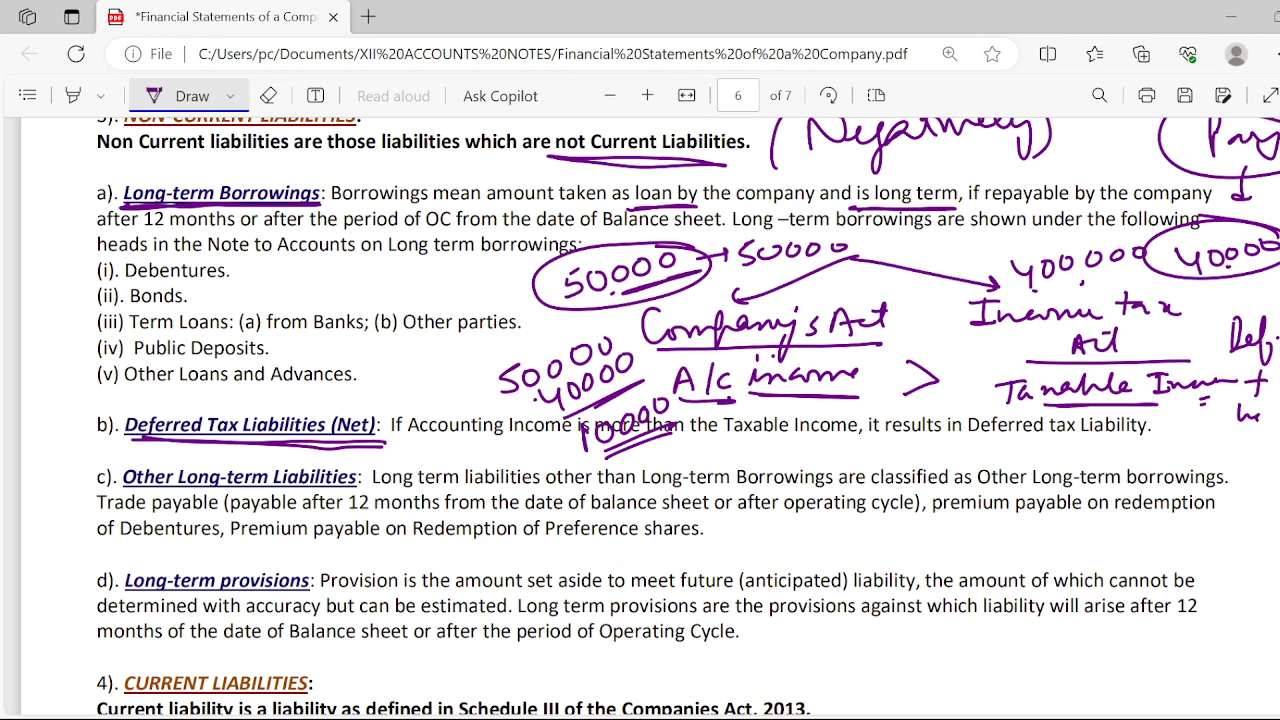 *Financial Statements of a Comp
File C:/Users/pc/Documents/XII%20ACCOUNTS%20NOTES/Financial%20Statements%20of%20a%20Company.pdf
Draw Read aloud Ask Copilot 6 of 7
3). NON-CURRENT LIABILITIES:
Non Current liabilities are those liabilities which are not Current Liabilities.
(Negatively)
a). Long-term Borrowings: Borrowings mean amount taken as loan by the company and is long term, if repayable by the company
after 12 months or after the period of OC from the date of Balance sheet. Long –term borrowings are shown under the following
heads in the Note to Accounts on Long term borrowings:
50000 → 50000 400,000 40000
(i). Debentures.
(ii). Bonds.
Company's Act Income tax
Act
(iii) Term Loans: (a) from Banks; (b) Other parties.
(iv) Public Deposits.
(v) Other Loans and Advances.
50000
40000
10000
A/c income > Taxable Income
b). Deferred Tax Liabilities (Net): If Accounting Income is more than the Taxable Income, it results in Deferred tax Liability.
c). Other Long-term Liabilities: Long term liabilities other than Long-term Borrowings are classified as Other Long-term borrowings.
Trade payable (payable after 12 months from the date of balance sheet or after operating cycle), premium payable on redemption
of Debentures, Premium payable on Redemption of Preference shares.
d). Long-term provisions: Provision is the amount set aside to meet future (anticipated) liability, the amount of which cannot be
determined with accuracy but can be estimated. Long term provisions are the provisions against which liability will arise after 12
months of the date of Balance sheet or after the period of Operating Cycle.
4). CURRENT LIABILITIES:
Current liability is a liability as defined in Schedule III of the Companies Act, 2013.